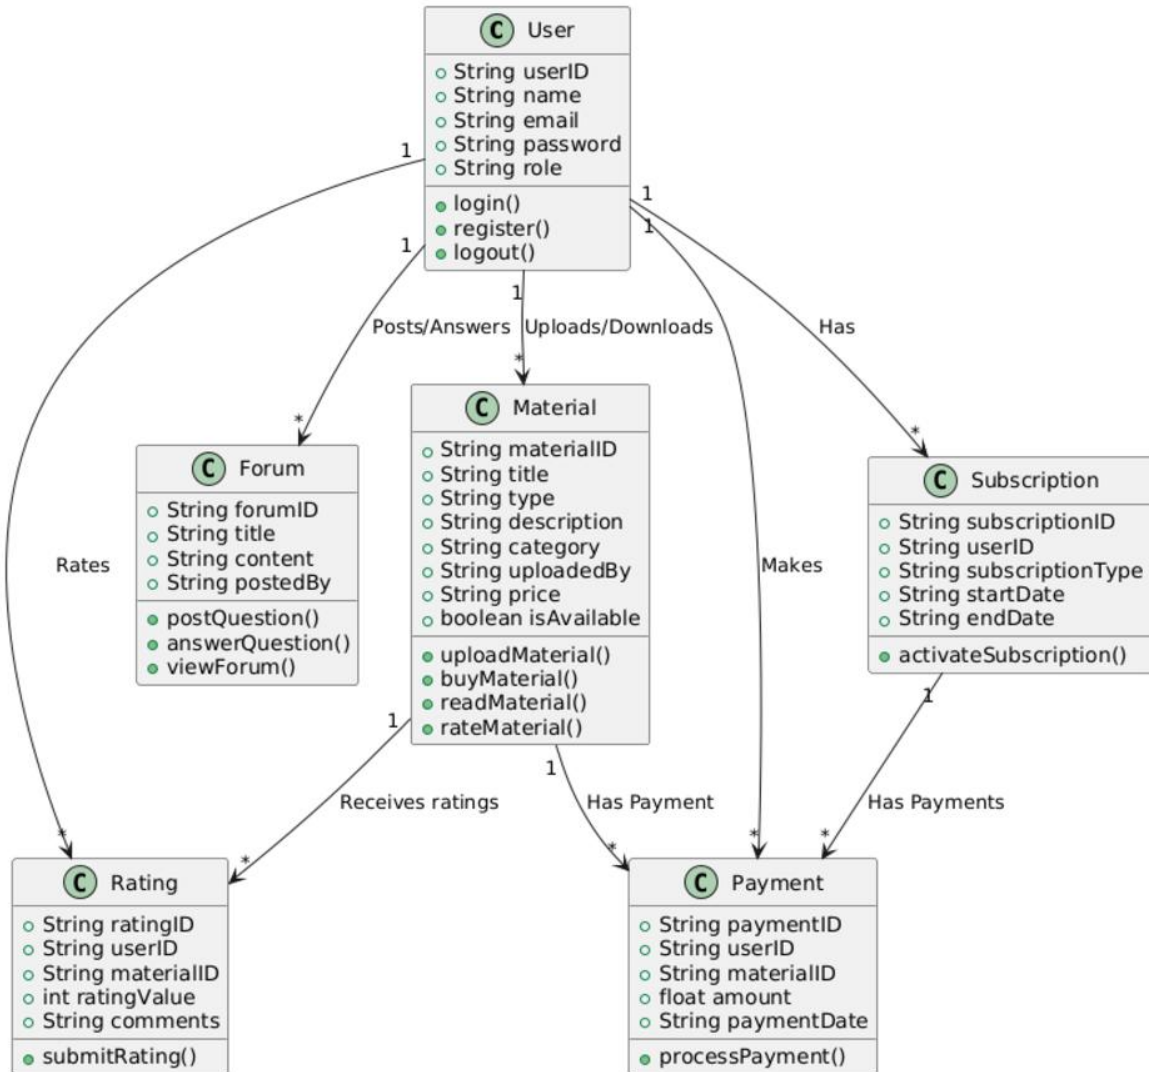 C User
String userID
String name
String email
String password
String role
login()
register()
logout()
1
1
1
1
1
Posts/Answers
Uploads/Downloads
Has
*
*
*
C Forum
String forumID
String title
String content
String postedBy
postQuestion()
answerQuestion()
viewForum()
C Material
String materialID
String title
String type
String description
String category
String uploadedBy
String price
boolean isAvailable
uploadMaterial()
buyMaterial()
readMaterial()
rateMaterial()
C Subscription
String subscriptionID
String userID
String subscriptionType
String startDate
String endDate
activateSubscription()
Rates
Makes
1
1
1
Receives ratings
Has Payment
Has Payments
*
*
*
*
*
C Rating
String ratingID
String userID
String materialID
int ratingValue
String comments
submitRating()
C Payment
String paymentID
String userID
String materialID
float amount
String paymentDate
processPayment()